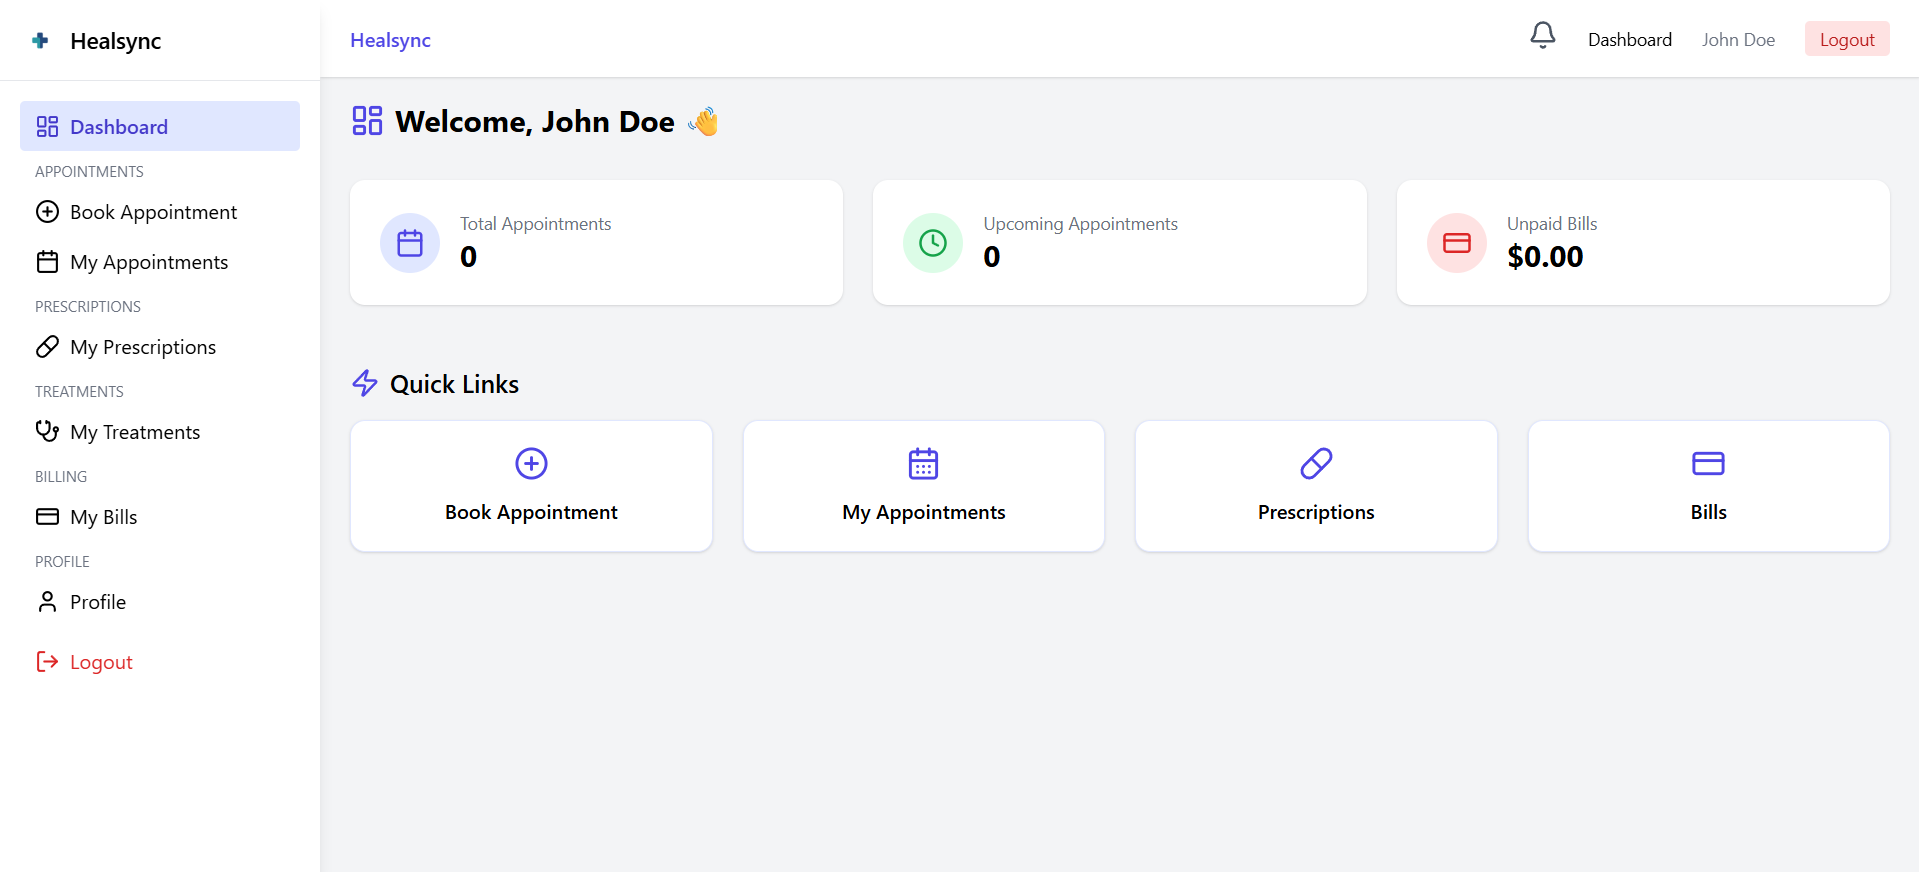 Healsync
Dashboard
APPOINTMENTS
Book Appointment
My Appointments
PRESCRIPTIONS
My Prescriptions
TREATMENTS
My Treatments
BILLING
My Bills
PROFILE
Profile
Logout
Healsync
Dashboard John Doe Logout
Welcome, John Doe 👋
Total Appointments
0
Upcoming Appointments
0
Unpaid Bills
$0.00
Quick Links
Book Appointment
My Appointments
Prescriptions
Bills